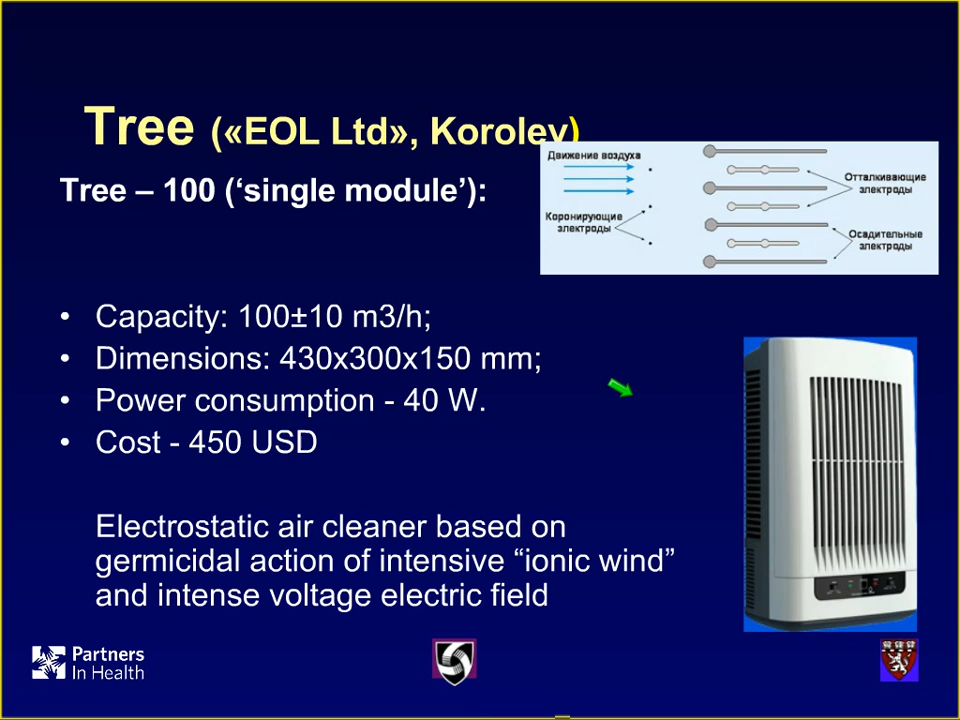 Tree («EOL Ltd», Korolev)
Tree – 100 (‘single module’):
Движение воздуха
Коронирующие
электроды
Отталкивающие
электроды
Осадительные
электроды
• Capacity: 100±10 m3/h;
• Dimensions: 430x300x150 mm;
• Power consumption - 40 W.
• Cost - 450 USD
Electrostatic air cleaner based on
germicidal action of intensive “ionic wind”
and intense voltage electric field
Partners
In Health